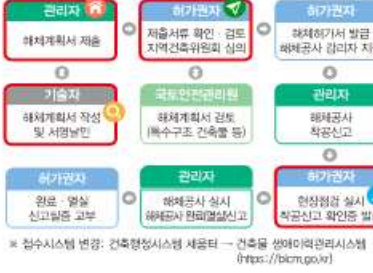 관리자
해체계획서 제출
허가권자
제출서류 확인 · 검토
지역건축위원회 심의
허가권자
해체허가서 발급
해체공사 감리자 지
기술자
해체계획서 작성
및 서명날인
국토안전관리원
해체계획서 검토
(특수구조 건축물 등)
관리자
해체공사
착공신고
허가권자
완료 · 멸실
신고필증 교부
관리자
해체공사 실시
해체공사 완료(멸실)신고
허가권자
현장점검 실시
착공신고 확인증 발
※ 접수시스템 변경: 건축행정시스템 세움터 → 건축물 생애이력관리시스템
(https://blcm.go.kr)